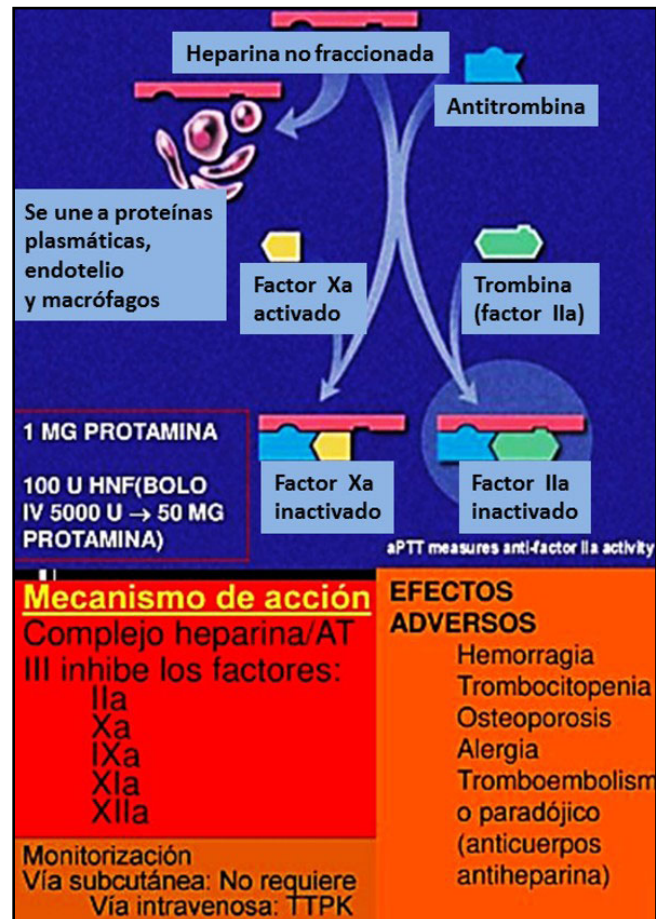 Heparina no fraccionada
Antitrombina
Se une a proteínas
plasmáticas,
endotelio
y macrófagos
Factor Xa
activado
Trombina
(factor IIa)
1 MG PROTAMINA
100 U HNF(BOLO
IV 5000 U → 50 MG
PROTAMINA)
Factor Xa
inactivado
Factor IIa
inactivado
aPTT measures anti-factor IIa activity
Mecanismo de acción
Complejo heparina/AT
III inhibe los factores:
IIa
Xa
IXa
XIa
XIIa
Monitorización
Vía subcutánea: No requiere
Vía intravenosa: TTPK
EFECTOS
ADVERSOS
Hemorragia
Trombocitopenia
Osteoporosis
Alergia
Tromboembolism
o paradójico
(anticuerpos
antiheparina)